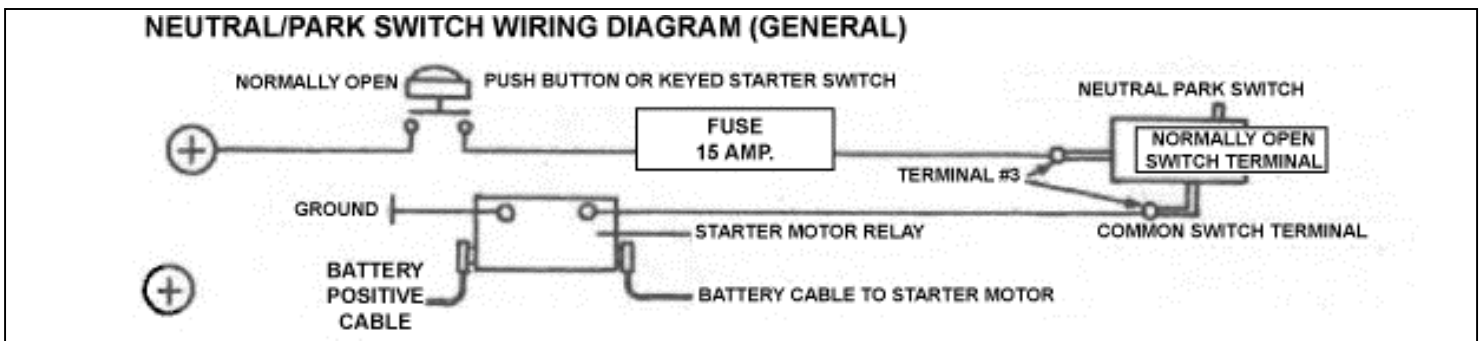 NEUTRAL/PARK SWITCH WIRING DIAGRAM (GENERAL)
NORMALLY OPEN
PUSH BUTTON OR KEYED STARTER SWITCH
NEUTRAL PARK SWITCH
FUSE
15 AMP.
NORMALLY OPEN
SWITCH TERMINAL
TERMINAL #3
GROUND
STARTER MOTOR RELAY
COMMON SWITCH TERMINAL
BATTERY
POSITIVE
CABLE
BATTERY CABLE TO STARTER MOTOR